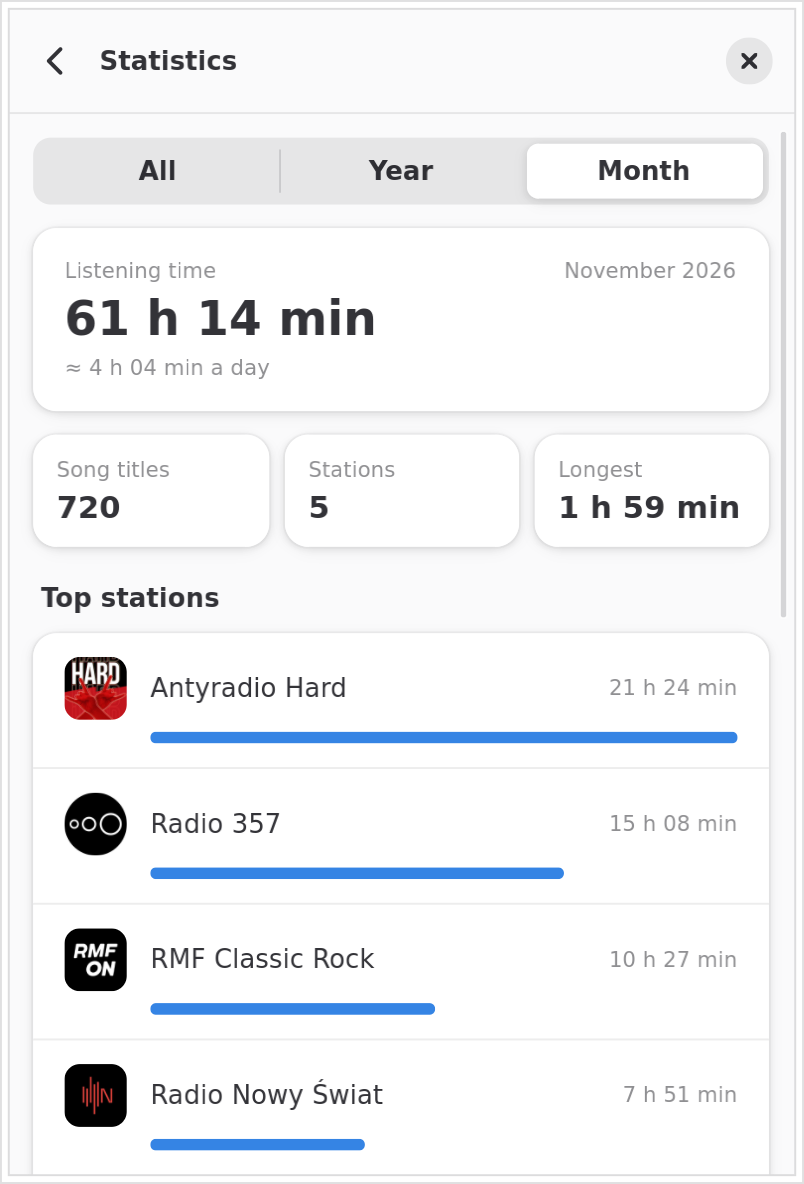 Statistics
All Year Month
Listening time November 2026
61 h 14 min
≈ 4 h 04 min a day
Song titles Stations Longest
720 5 1 h 59 min
Top stations
HARD
Antyradio Hard 21 h 24 min
Radio 357 15 h 08 min
RMF
ON
RMF Classic Rock 10 h 27 min
N
Radio Nowy Świat 7 h 51 min